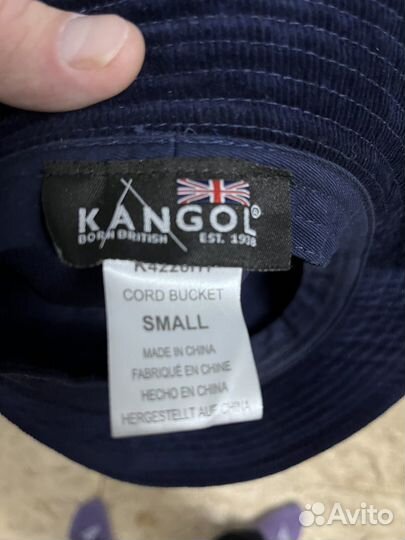 KANGOL®
BORN BRITISH EST. 1938
CORD BUCKET
SMALL
MADE IN CHINA
FABRIQUÉ EN CHINE
HECHO EN CHINA
HERGESTELLT AUF CHINA
Avito